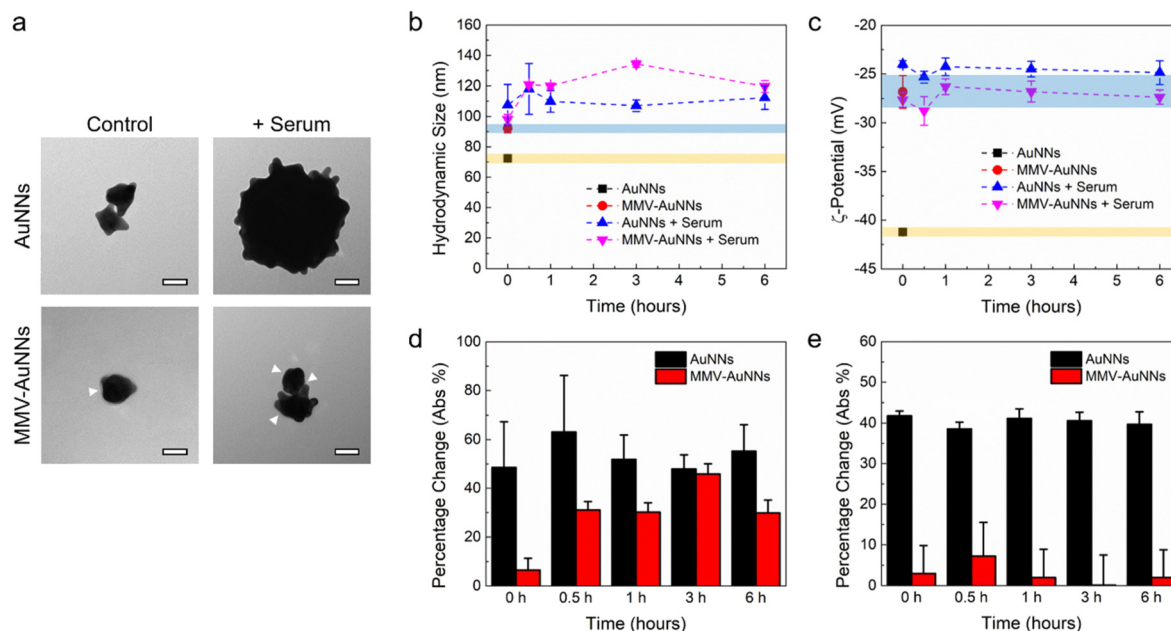 a
Control
+ Serum
AuNNs
MMV-AuNNs
b
Hydrodynamic Size (nm)
160
140
120
100
80
60
40
20
0
AuNNs
MMV-AuNNs
AuNNs + Serum
MMV-AuNNs + Serum
0 1 2 3 4 5 6
Time (hours)
c
ζ-Potential (mV)
-20
-25
-30
-35
-40
-45
AuNNs
MMV-AuNNs
AuNNs + Serum
MMV-AuNNs + Serum
0 1 2 3 4 5 6
Time (hours)
d
Percentage Change (Abs %)
100
80
60
40
20
0
AuNNs
MMV-AuNNs
0 h 0.5 h 1 h 3 h 6 h
Time (hours)
e
Percentage Change (Abs %)
60
50
40
30
20
10
0
AuNNs
MMV-AuNNs
0 h 0.5 h 1 h 3 h 6 h
Time (hours)